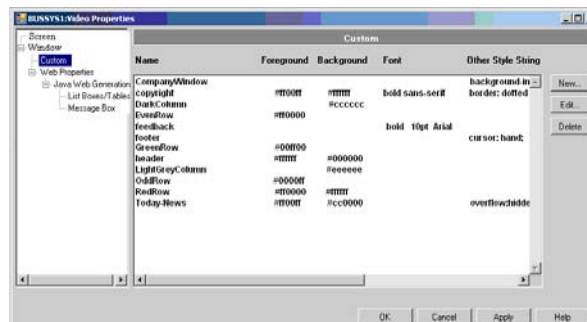 BUSSYS1:Video Properties
Screen
Window
Custom
Web Properties
Java Web Generation
List Boxes/Tables
Message Box
Custom
Name Foreground Background Font Other Style String
CompanyWindow background-in
copyright #ff00ff #ffffff bold sans-serif border: dotted
DarkColumn #cccccc
EvenRow #ff0000
feedback bold 10pt Arial
footer cursor: hand;
GreenRow #00ff00
header #ffffff #000000
LightGreyColumn #eeeeee
OddRow #0000ff
RedRow #ff0000 #ffffff
Today-News #ff00ff #cc0000 overflow:hidde
New...
Edit...
Delete
OK Cancel Apply Help